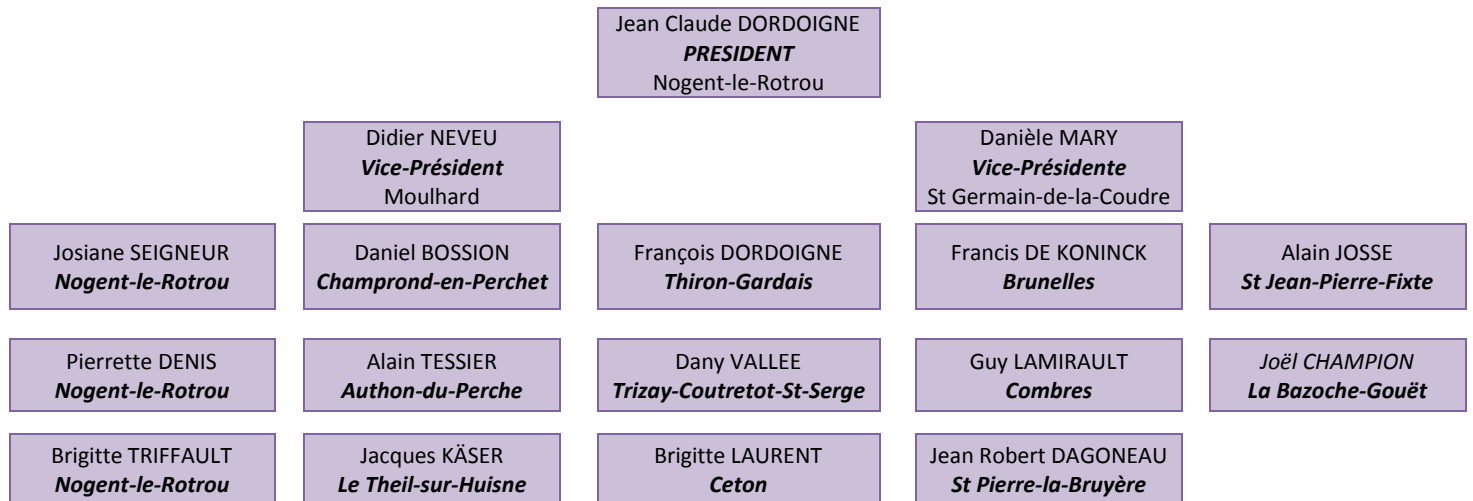 Jean Claude DORDOIGNE
PRESIDENT
Nogent-le-Rotrou
Didier NEVEU
Vice-Président
Moulhard
Danièle MARY
Vice-Présidente
St Germain-de-la-Coudre
Josiane SEIGNEUR
Nogent-le-Rotrou
Daniel BOSSION
Champrond-en-Perchet
François DORDOIGNE
Thiron-Gardais
Francis DE KONINCK
Brunelles
Alain JOSSE
St Jean-Pierre-Fixte
Pierrette DENIS
Nogent-le-Rotrou
Alain TESSIER
Authon-du-Perche
Dany VALLEE
Trizay-Coutretot-St-Serge
Guy LAMIRAULT
Combres
Joël CHAMPION
La Bazoche-Gouët
Brigitte TRIFFAULT
Nogent-le-Rotrou
Jacques KÄSER
Le Theil-sur-Huisne
Brigitte LAURENT
Ceton
Jean Robert DAGONEAU
St Pierre-la-Bruyère